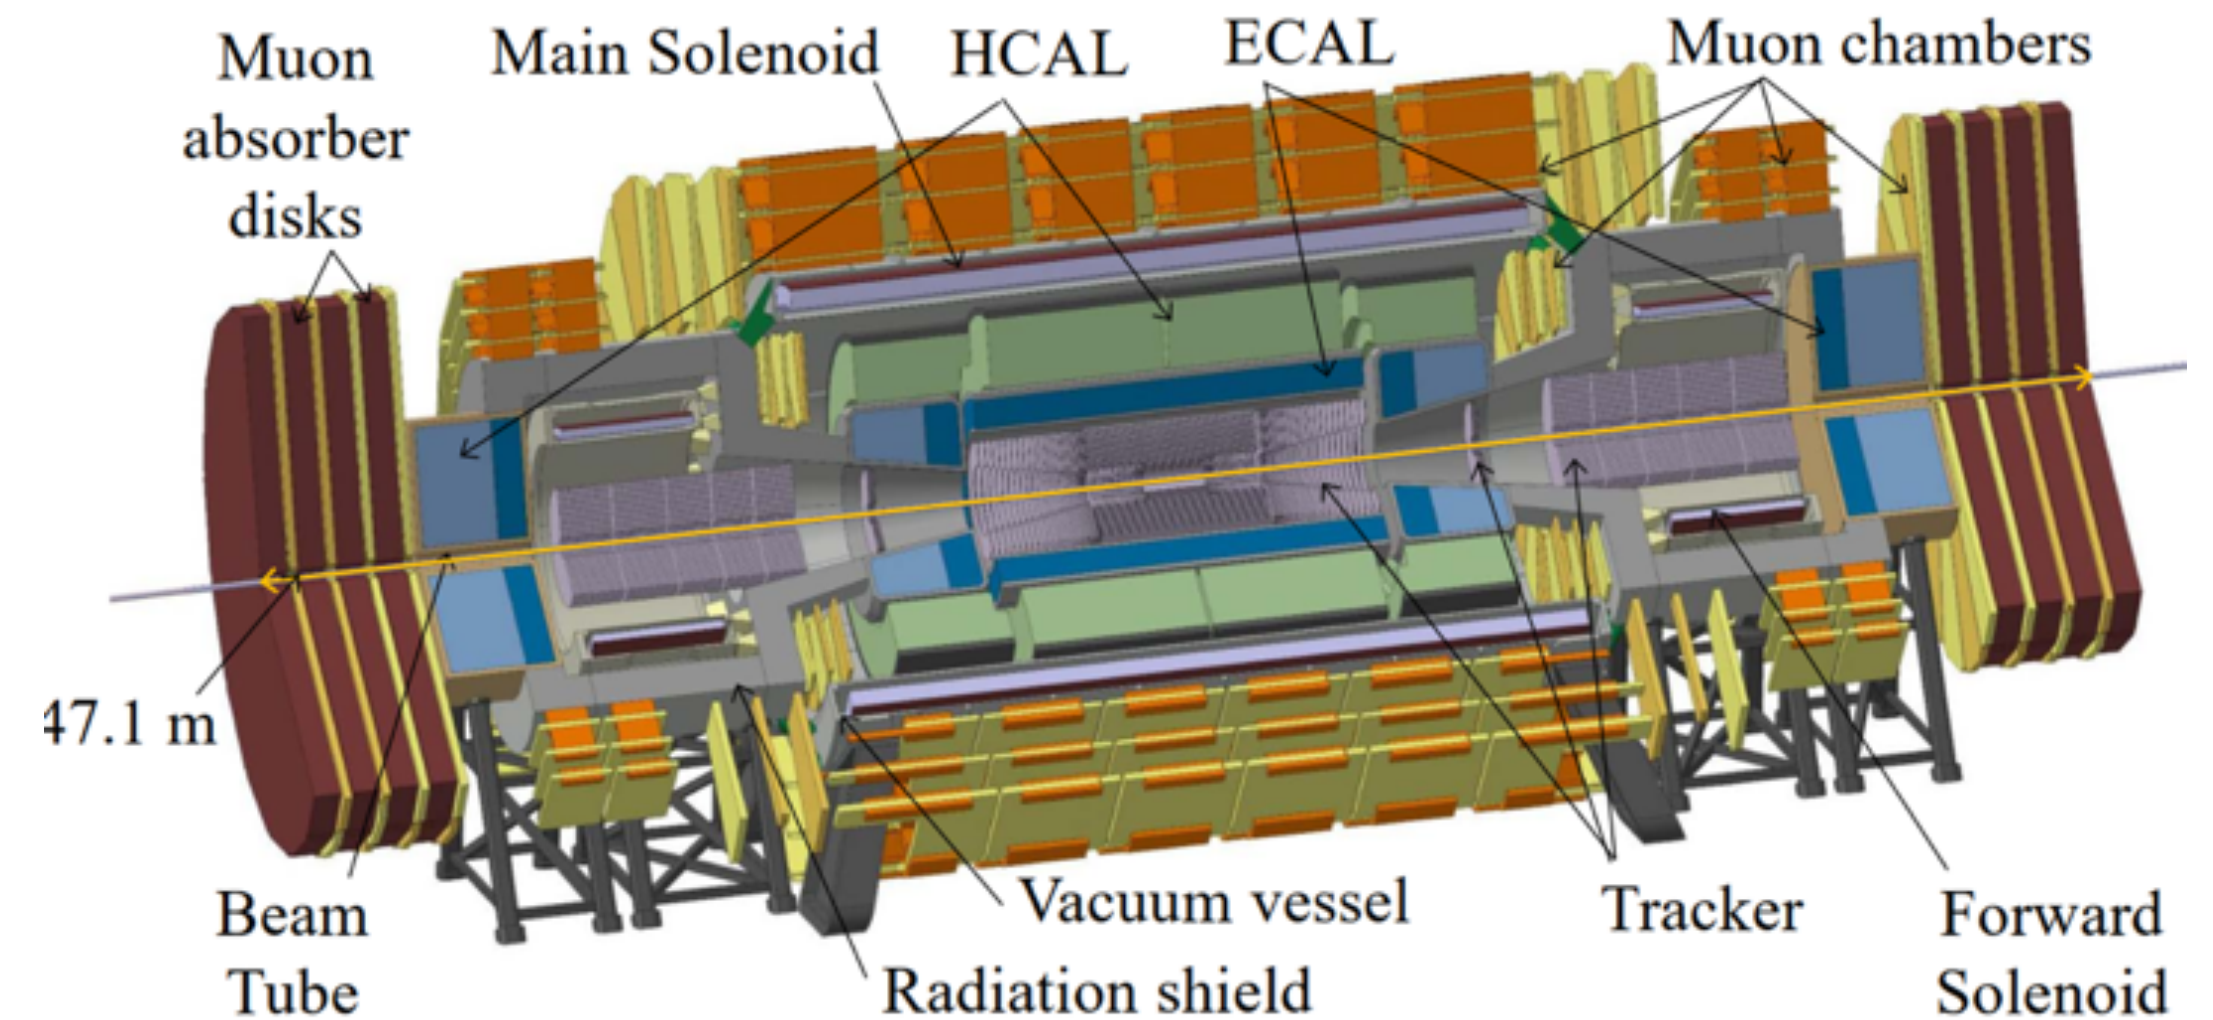 Muon
absorber
disks
Main Solenoid
HCAL
ECAL
Muon chambers
47.1 m
Beam
Tube
Vacuum vessel
Radiation shield
Tracker
Forward
Solenoid